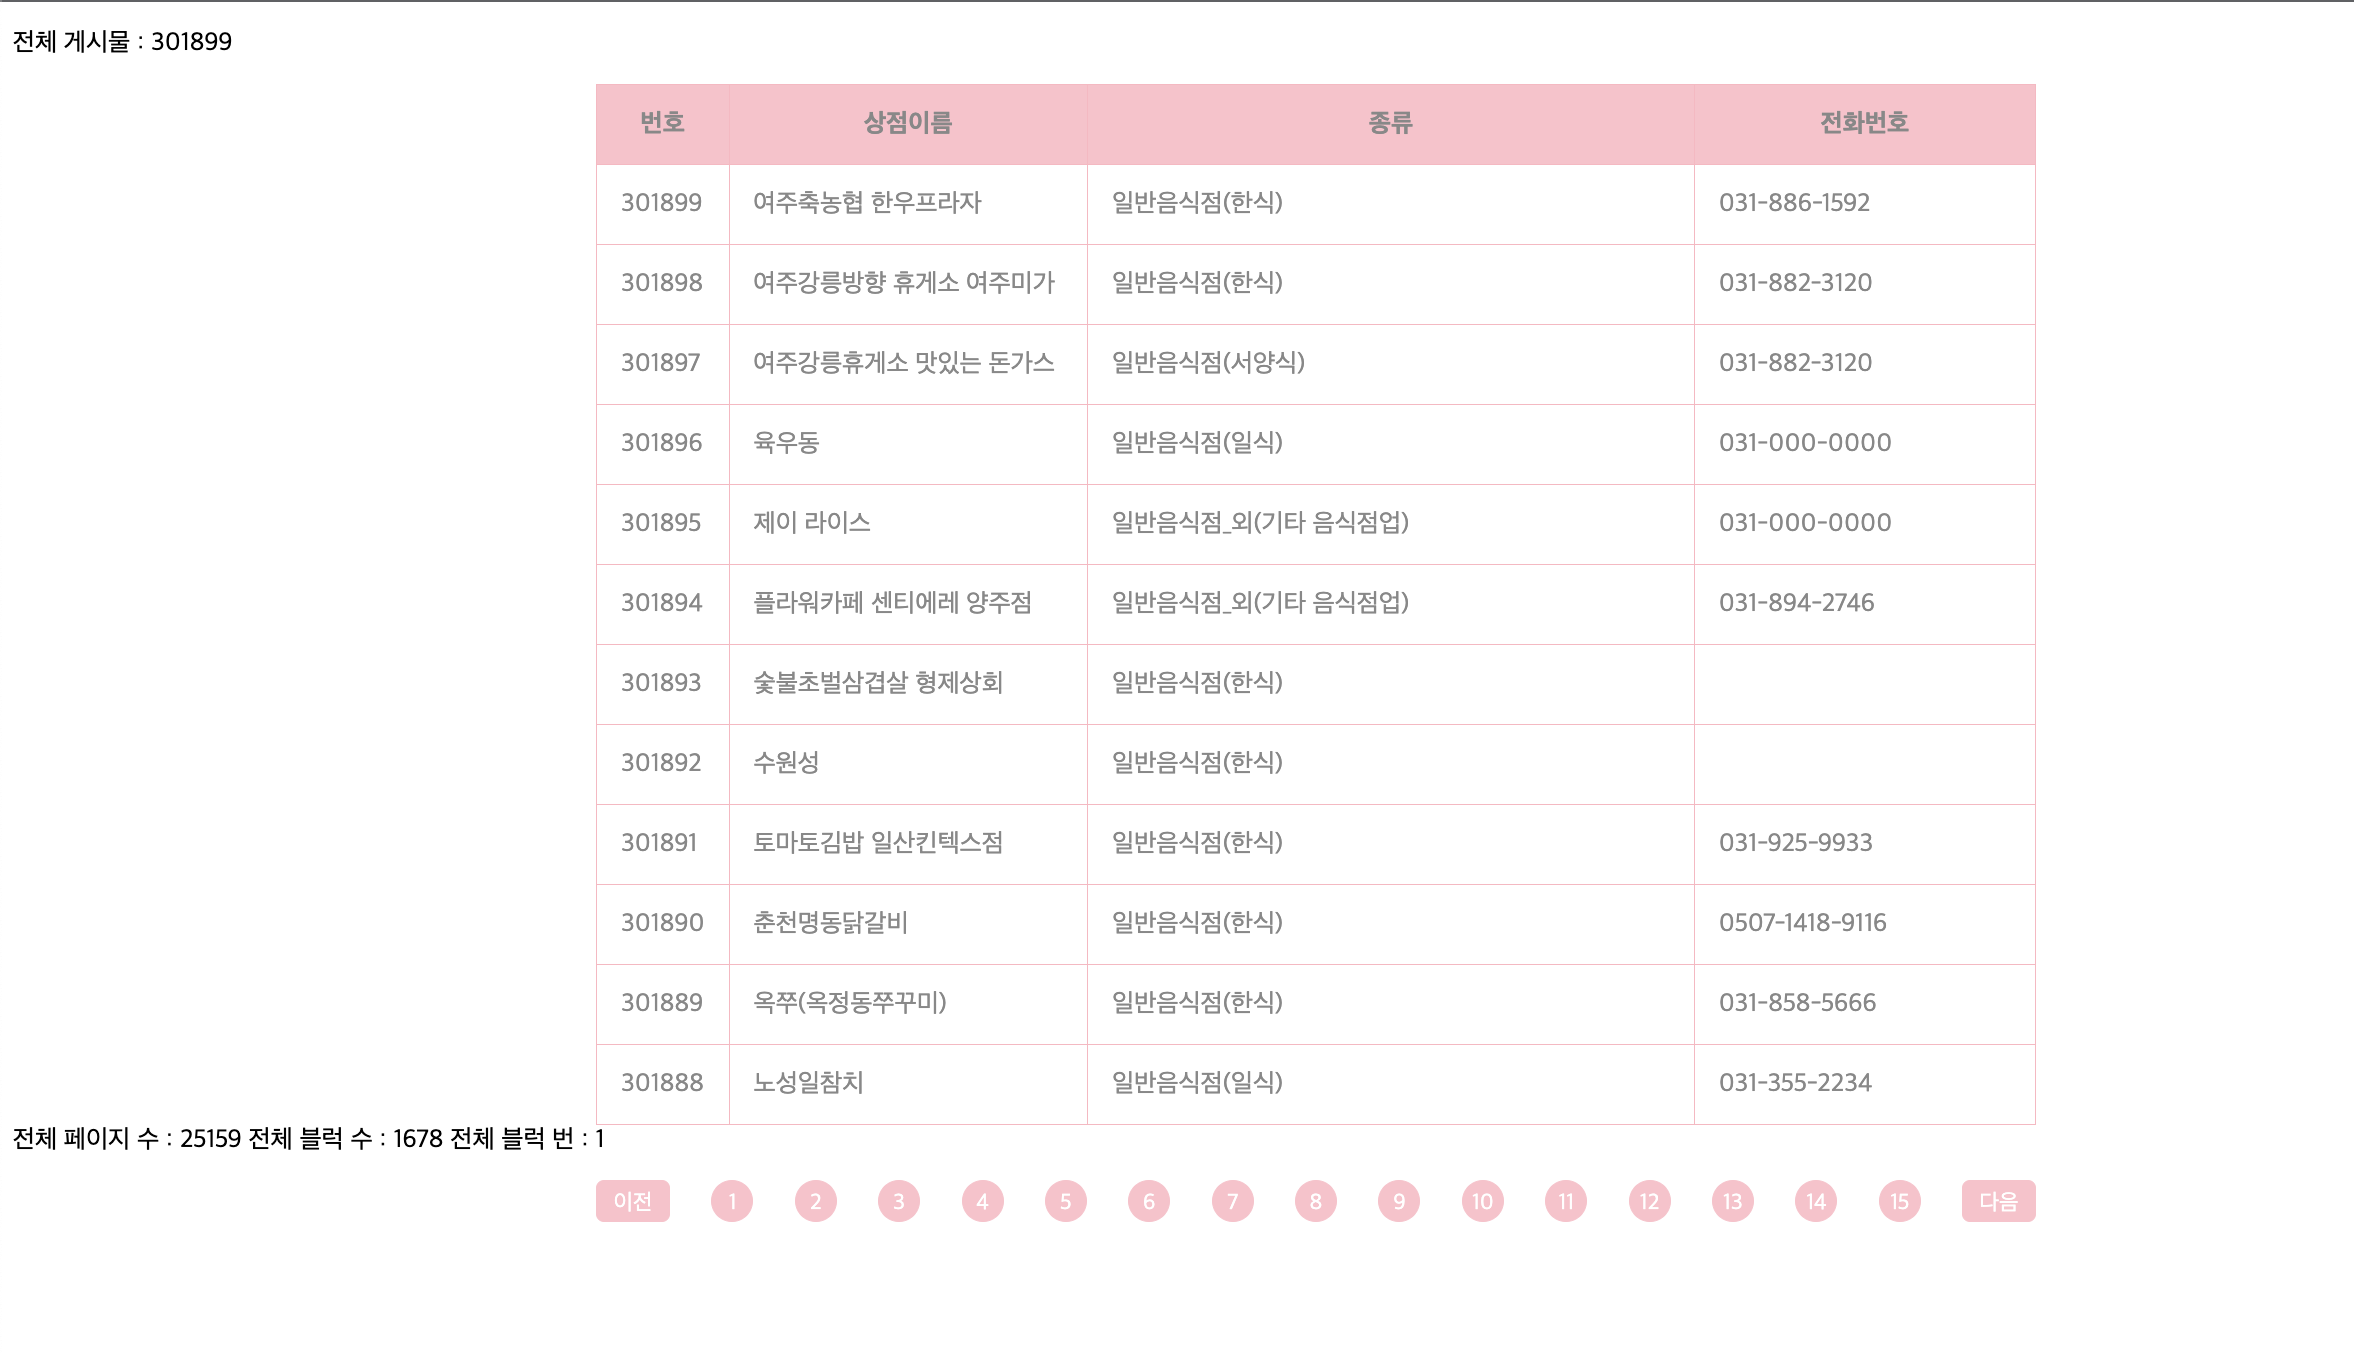 전체 게시물 : 301899
번호 상점이름 종류 전화번호
301899 여주축농협 한우프라자 일반음식점(한식) 031-886-1592
301898 여주강릉방향 휴게소 여주미가 일반음식점(한식) 031-882-3120
301897 여주강릉휴게소 맛있는 돈가스 일반음식점(서양식) 031-882-3120
301896 육우동 일반음식점(일식) 031-000-0000
301895 제이 라이스 일반음식점_외(기타 음식점업) 031-000-0000
301894 플라워카페 센티에레 양주점 일반음식점_외(기타 음식점업) 031-894-2746
301893 숯불초벌삼겹살 형제상회 일반음식점(한식)
301892 수원성 일반음식점(한식)
301891 토마토김밥 일산킨텍스점 일반음식점(한식) 031-925-9933
301890 춘천명동닭갈비 일반음식점(한식) 0507-1418-9116
301889 옥쭈(옥정동쭈꾸미) 일반음식점(한식) 031-858-5666
301888 노성일참치 일반음식점(일식) 031-355-2234
전체 페이지 수 : 25159 전체 블럭 수 : 1678 전체 블럭 번 : 1
이전 1 2 3 4 5 6 7 8 9 10 11 12 13 14 15 다음